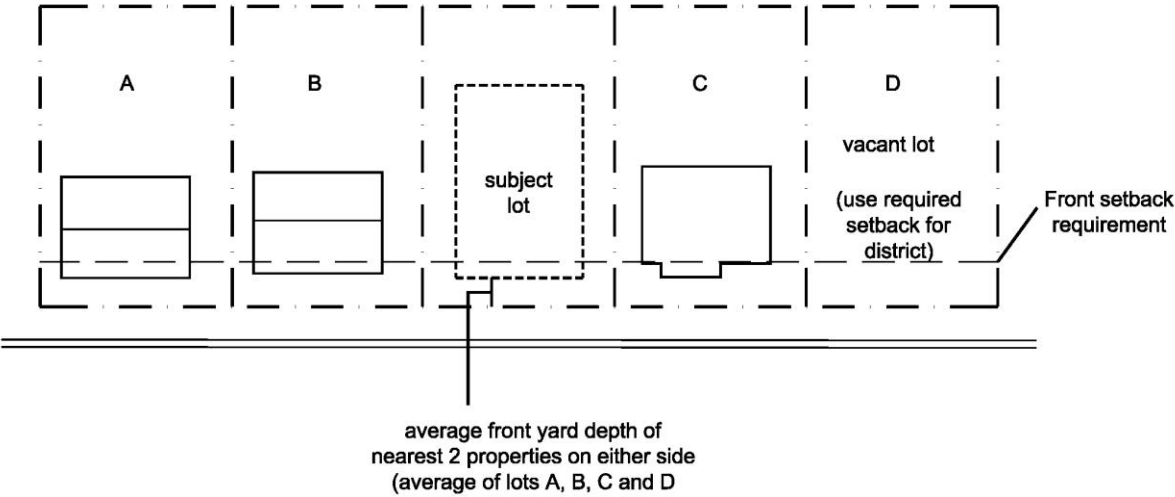 A
B
C
D
vacant lot
subject
lot
(use required
setback for
district)
Front setback
requirement
average front yard depth of
nearest 2 properties on either side
(average of lots A, B, C and D